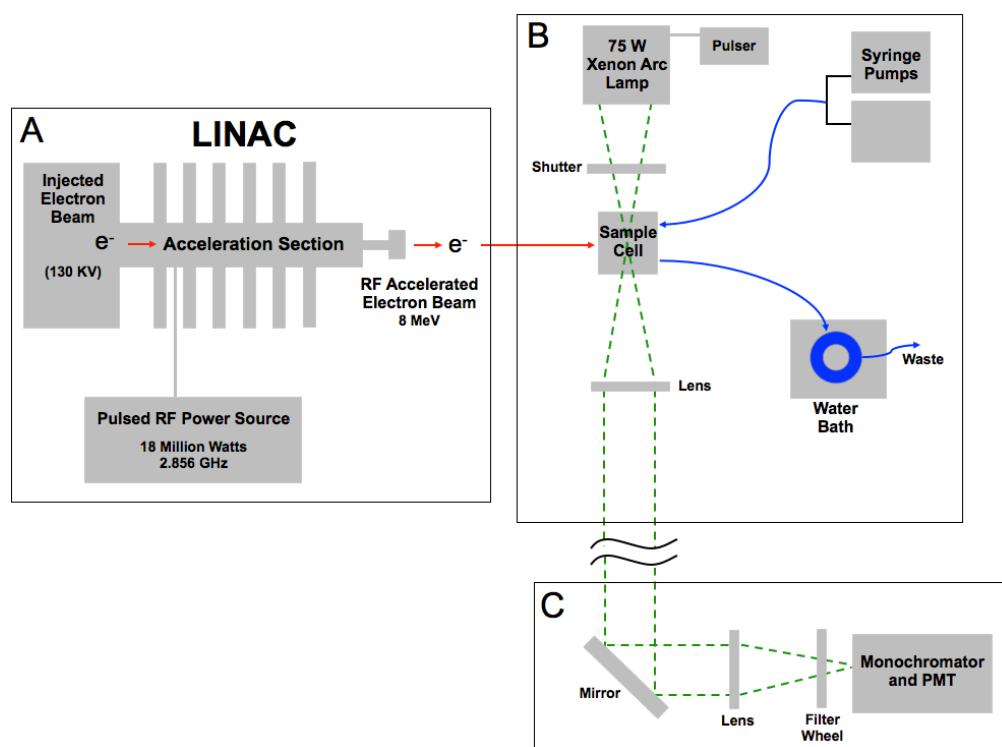 A
LINAC
Injected
Electron
Beam
e-
(130 KV)
Acceleration Section
e-
RF Accelerated
Electron Beam
8 MeV
Pulsed RF Power Source
18 Million Watts
2.856 GHz
B
75 W
Xenon Arc
Lamp
Pulser
Syringe
Pumps
Shutter
Sample
Cell
Lens
Waste
Water
Bath
C
Mirror
Lens
Filter
Wheel
Monochromator
and PMT